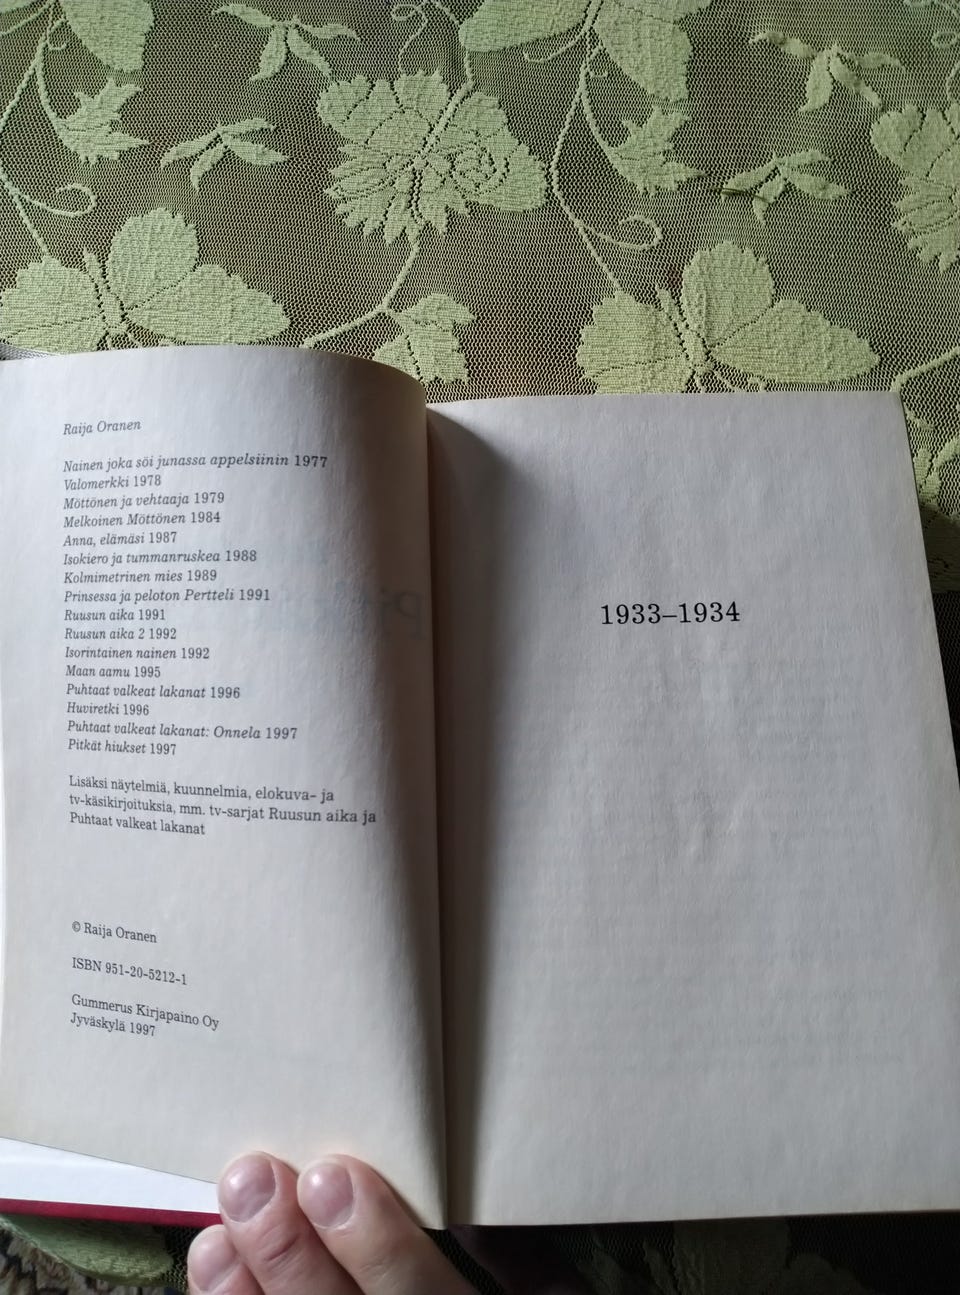 Raija Oranen
Nainen joka söi junassa appelsiinin 1977
Valomerkki 1978
Möttönen ja vehtaaja 1979
Melkoinen Möttönen 1984
Anna, elämäsi 1987
Isokiero ja tummanruskea 1988
Kolmimetrinen mies 1989
Prinsessa ja peloton Pertteli 1991
Ruusun aika 1991
Ruusun aika 2 1992
Isorintainen nainen 1992
Maan aamu 1995
Puhtaat valkeat lakanat 1996
Huviretki 1996
Puhtaat valkeat lakanat: Onnela 1997
Pitkät hiukset 1997
Lisäksi näytelmiä, kuunnelmia, elokuva- ja
tv-käsikirjoituksia, mm. tv-sarjat Ruusun aika ja
Puhtaat valkeat lakanat
© Raija Oranen
ISBN 951-20-5212-1
Gummerus Kirjapaino Oy
Jyväskylä 1997
1933–1934